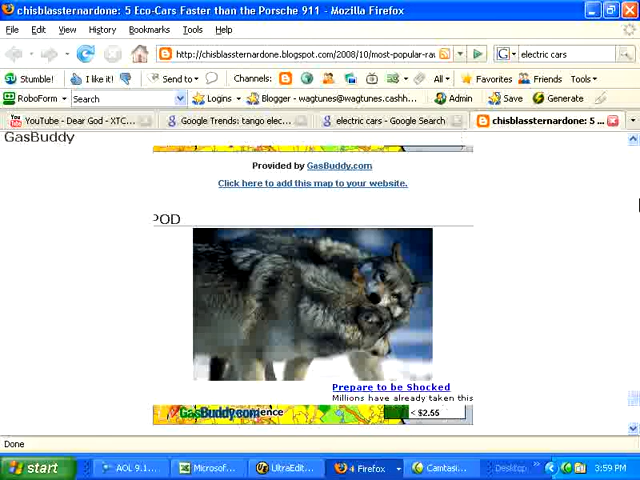 chisblassternardone: 5 Eco-Cars Faster than the Porsche 911 - Mozilla Firefox
File Edit View History Bookmarks Tools Help
http://chisblassternardone.blogspot.com/2008/10/most-popular-ra
electric cars
Stumble! I like it! Send to Channels: All Favorites Friends Tools
RoboForm Search Logins Blogger - wagtunes@wagtunes.cashh... Admin Save Generate
YouTube - Dear God - XTC... Google Trends: tango elec... electric cars - Google Search chisblassternardone: 5 ...
GasBuddy
Provided by GasBuddy.com
Click here to add this map to your website.
POD
Prepare to be Shocked
Millions have already taken this
GasBuddy.com
< $2.55
Done
start AOL 9.1... Microsof... UltraEdit... 4 Firefox Camtasi... Desktop 3:59 PM